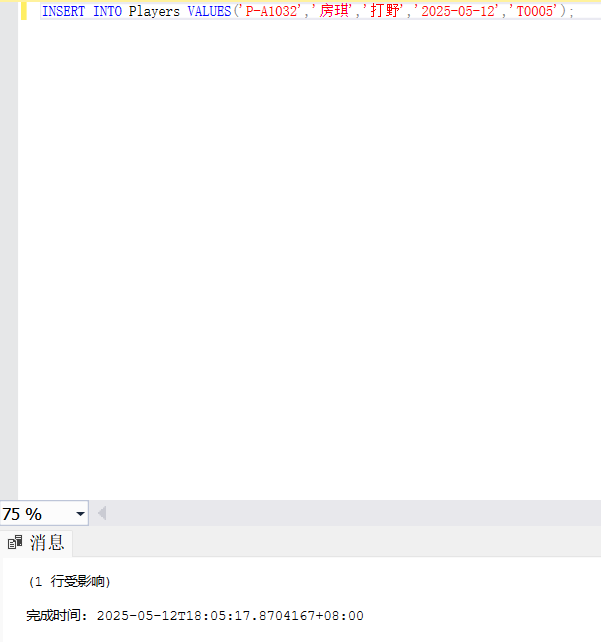 INSERT INTO Players VALUES('P-A1032','房琪','打野','2025-05-12','T0005');
75 %
消息
(1 行受影响)
完成时间: 2025-05-12T18:05:17.8704167+08:00